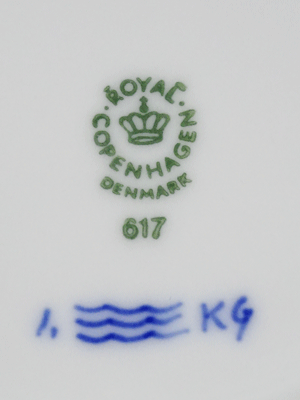 ROYAL
COPENHAGEN
DENMARK
617
1. KG